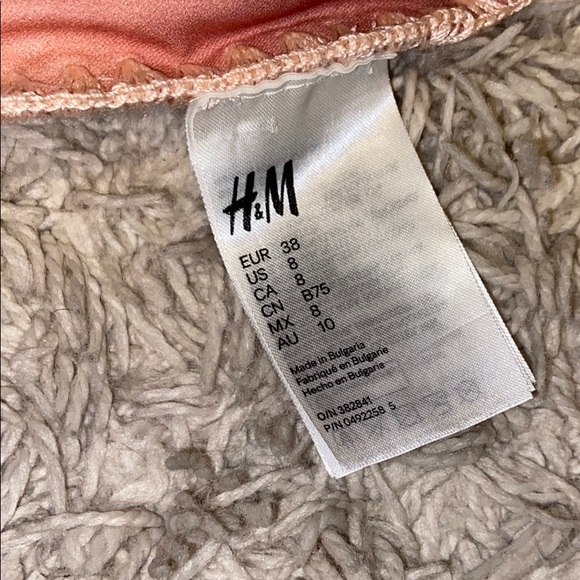 H&M
EUR 38
US 8
CA 8
CN B75
MX 8
AU 10
Made in Bulgaria
Fabriqué en Bulgarie
Hecho en Bulgaria
O/N 382841
P/N 0492258 5